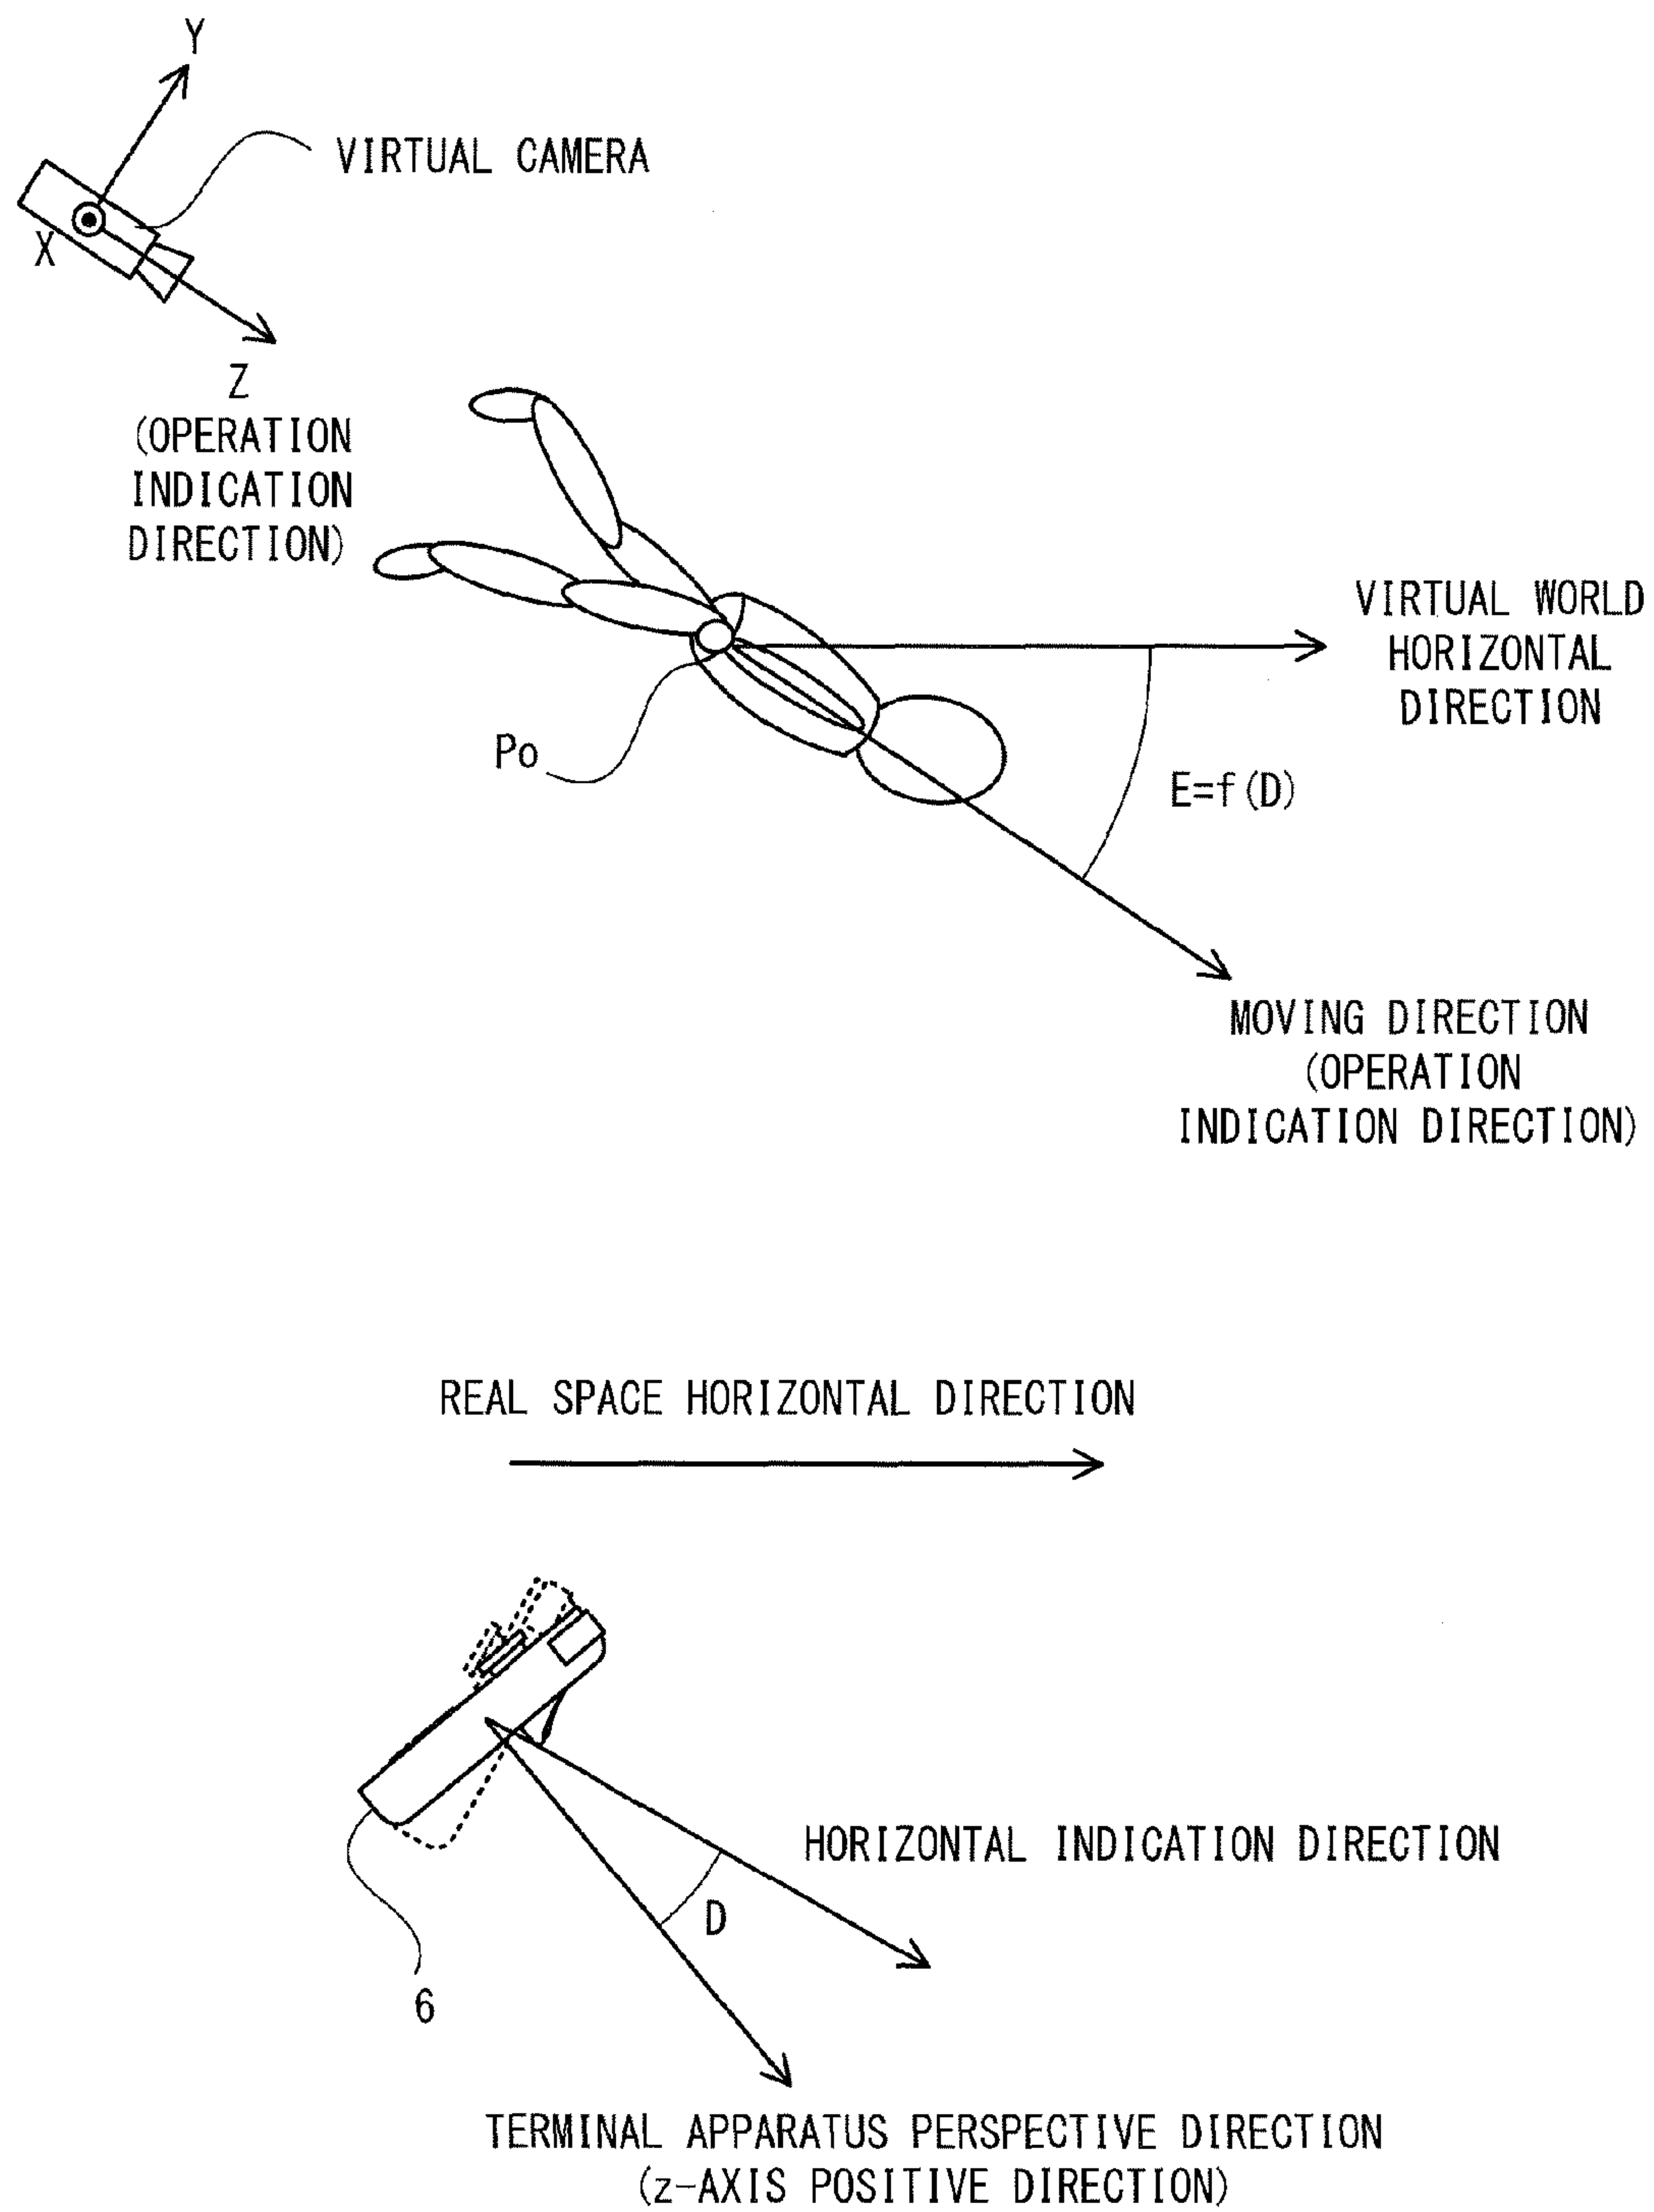 Y
VIRTUAL CAMERA
X
Z
(OPERATION
INDICATION
DIRECTION)
VIRTUAL WORLD
HORIZONTAL
DIRECTION
Po
E=f(D)
MOVING DIRECTION
(OPERATION
INDICATION DIRECTION)
REAL SPACE HORIZONTAL DIRECTION
HORIZONTAL INDICATION DIRECTION
D
6
TERMINAL APPARATUS PERSPECTIVE DIRECTION
(z-AXIS POSITIVE DIRECTION)